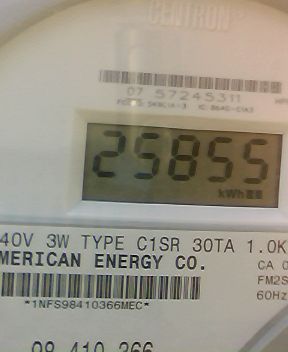 CENTRON
07 57245311
25855
kWh
40V 3W TYPE C1SR 30TA 1.0K
MERICAN ENERGY CO.
CA 0
FM2S
*1NFS98410366MEC*
60Hz
98 410 366